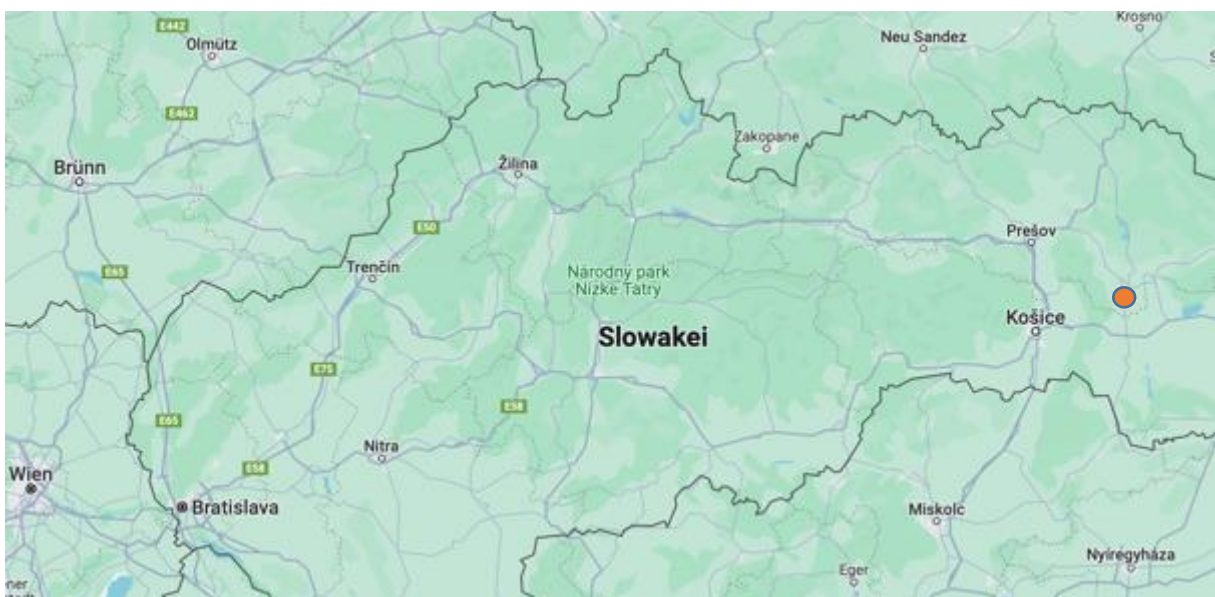 E442
Olmütz
Krosno
Neu Sandez
E462
Zakopane
Brünn
Žilina
E50
Prešov
Trenčín
E65
Národný park
Nízke Tatry
Košice
Slowakei
E75
E58
E65
Nitra
E58
Wien
Bratislava
Miskolc
Nyíregyháza
Eger